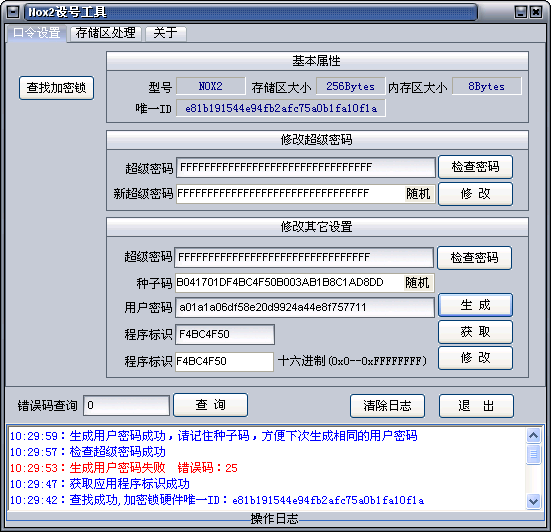 Nox2设号工具
口令设置 存储区处理 关于
基本属性
查找加密锁
型号 NOX2 存储区大小 256Bytes 内存区大小 8Bytes
唯一ID e81b191544e94fb2afc75a0b1fa10f1a
修改超级密码
超级密码 FFFFFFFFFFFFFFFFFFFFFFFFFFFFFFFF 检查密码
新超级密码 FFFFFFFFFFFFFFFFFFFFFFFFFFFFFFFF 随机 修 改
修改其它设置
超级密码 FFFFFFFFFFFFFFFFFFFFFFFFFFFFFFFF 检查密码
种子码 B041701DF4BC4F50B003AB1B8C1AD8DD 随机
用户密码 a01a1a06df58e20d9924a44e8f757711 生 成
程序标识 F4BC4F50 获 取
程序标识 F4BC4F50 十六进制(0x0--0xFFFFFFFF) 修 改
错误码查询 0 查 询 清除日志 退 出
10:29:59：生成用户密码成功，请记住种子码，方便下次生成相同的用户密码
10:29:57：检查超级密码成功
10:29:53：生成用户密码失败 错误码：25
10:29:47：获取应用程序标识成功
10:29:42：查找成功,加密锁硬件唯一ID：e81b191544e94fb2afc75a0b1fa10f1a
操作日志